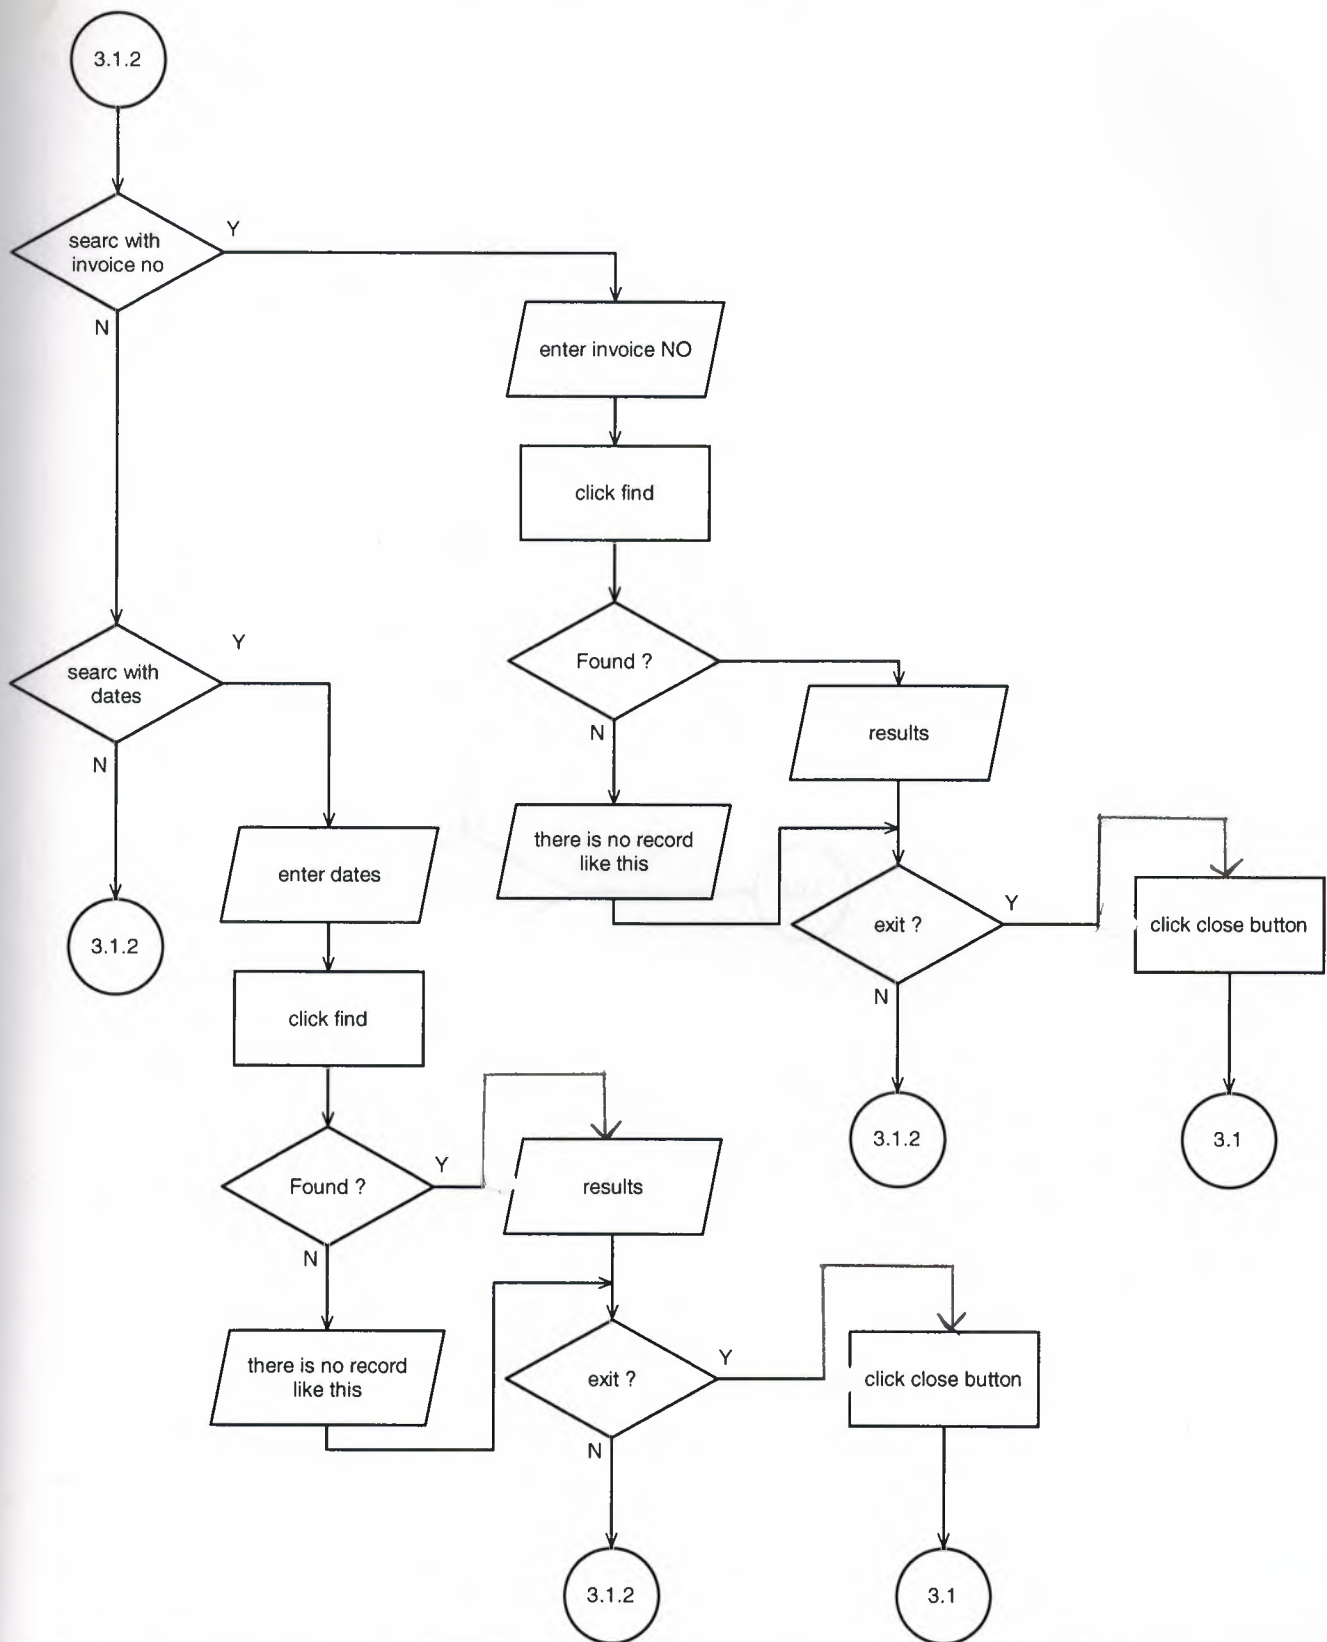 3.1.2
searc with
invoice no
Y
N
enter invoice NO
click find
Found ?
N
results
there is no record
like this
exit ?
Y
N
click close button
3.1.2
3.1
searc with
dates
Y
N
3.1.2
enter dates
click find
Found ?
Y
N
results
there is no record
like this
exit ?
Y
N
click close button
3.1.2
3.1